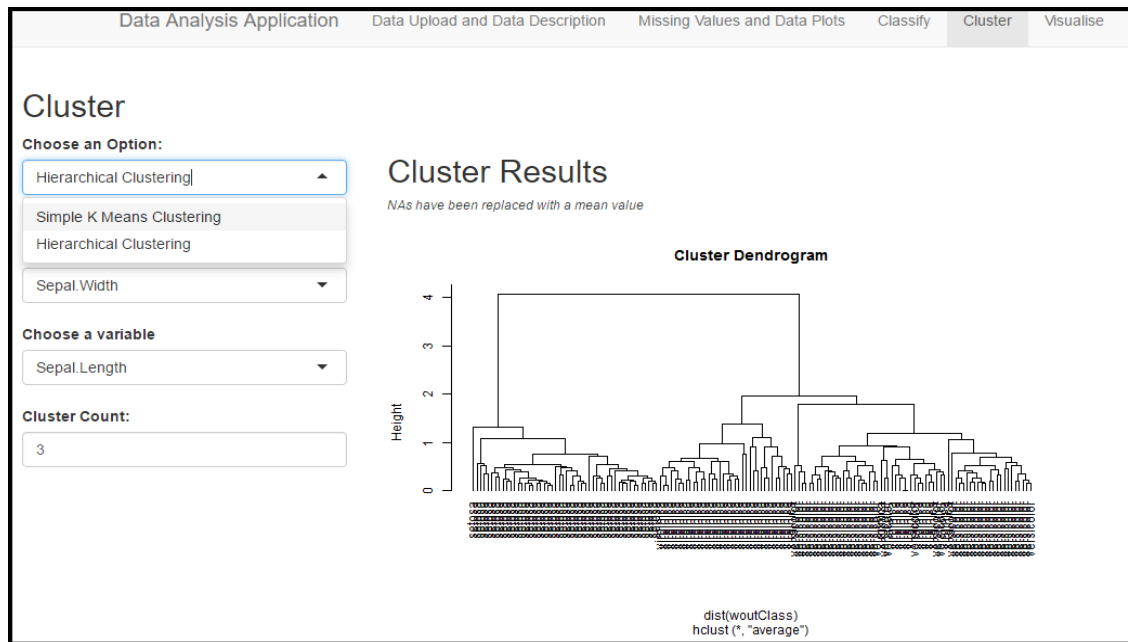 Data Analysis Application
Data Upload and Data Description
Missing Values and Data Plots
Classify
Cluster
Visualise
Cluster
Choose an Option:
Hierarchical Clustering
Simple K Means Clustering
Hierarchical Clustering
Sepal.Width
Choose a variable
Sepal.Length
Cluster Count:
3
Cluster Results
NAs have been replaced with a mean value
Cluster Dendrogram
Height
4
3
2
1
0
dist(woutClass)
hclust (*, "average")